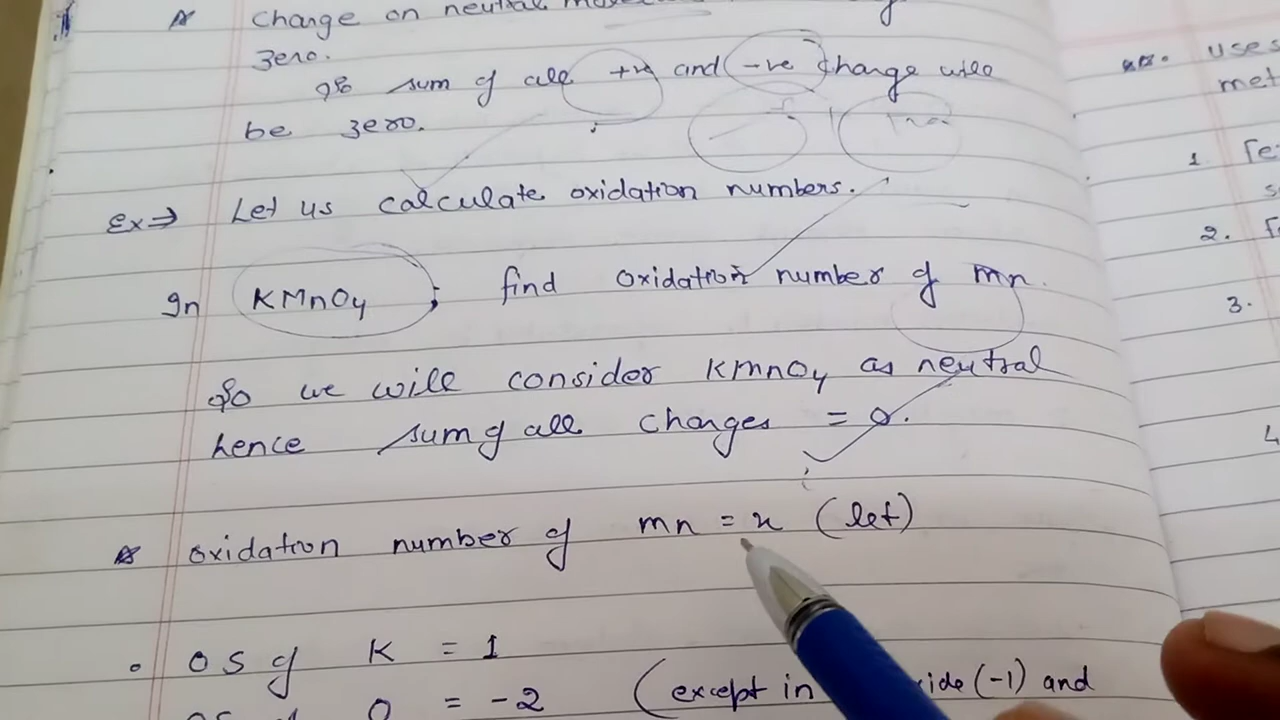 Charge on neutral
zero.
So sum of all +ve and -ve charge will
be zero.
Ex⇒ Let us calculate oxidation numbers.
In KMnO4; find oxidation number of mn.
So we will consider KMnO4 as neutral
hence sum of all charges = 0.
oxidation number of mn = x (let)
OS of K = 1
OS of O = -2 (except in ide (-1) and
uses
met
1
2.
3.
4